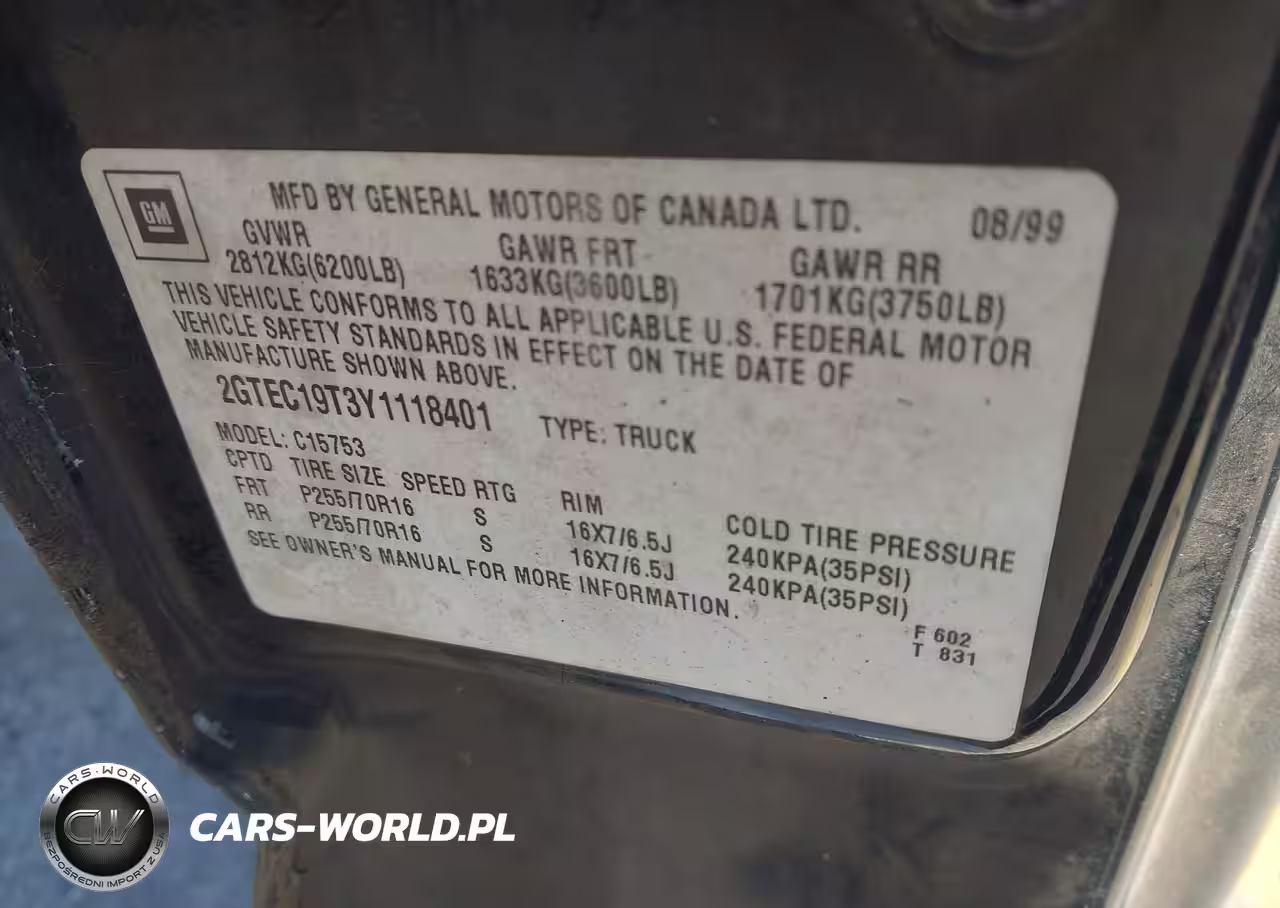 GM
MFD BY GENERAL MOTORS OF CANADA LTD. 08/99
GVWR GAWR FRT GAWR RR
2812KG(6200LB) 1633KG(3600LB) 1701KG(3750LB)
THIS VEHICLE CONFORMS TO ALL APPLICABLE U.S. FEDERAL MOTOR
VEHICLE SAFETY STANDARDS IN EFFECT ON THE DATE OF
MANUFACTURE SHOWN ABOVE.
2GTEC19T3Y1118401 TYPE: TRUCK
MODEL: C15753
CPTD TIRE SIZE SPEED RTG RIM COLD TIRE PRESSURE
FRT P255/70R16 S 16X7/6.5J 240KPA(35PSI)
RR P255/70R16 S 16X7/6.5J 240KPA(35PSI)
SEE OWNER'S MANUAL FOR MORE INFORMATION.
F 602
T 831
CARS-WORLD
CW
BEZPOŚREDNI IMPORT Z USA
CARS-WORLD.PL